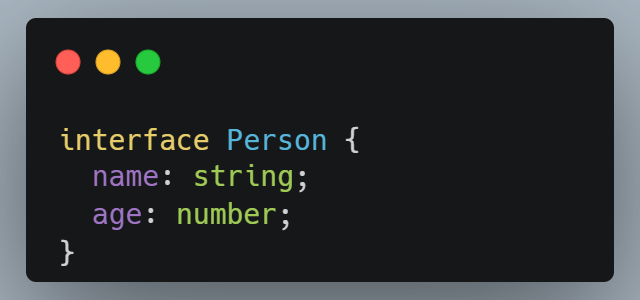 interface Person {
  name: string;
  age: number;
}